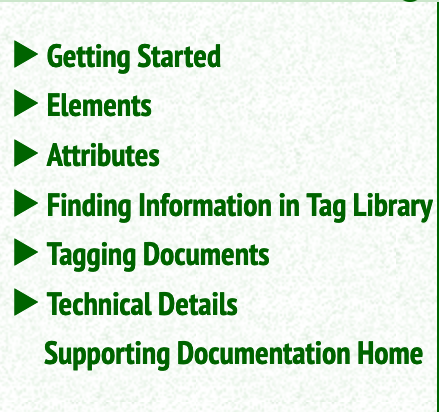 Getting Started
Elements
Attributes
Finding Information in Tag Library
Tagging Documents
Technical Details
Supporting Documentation Home